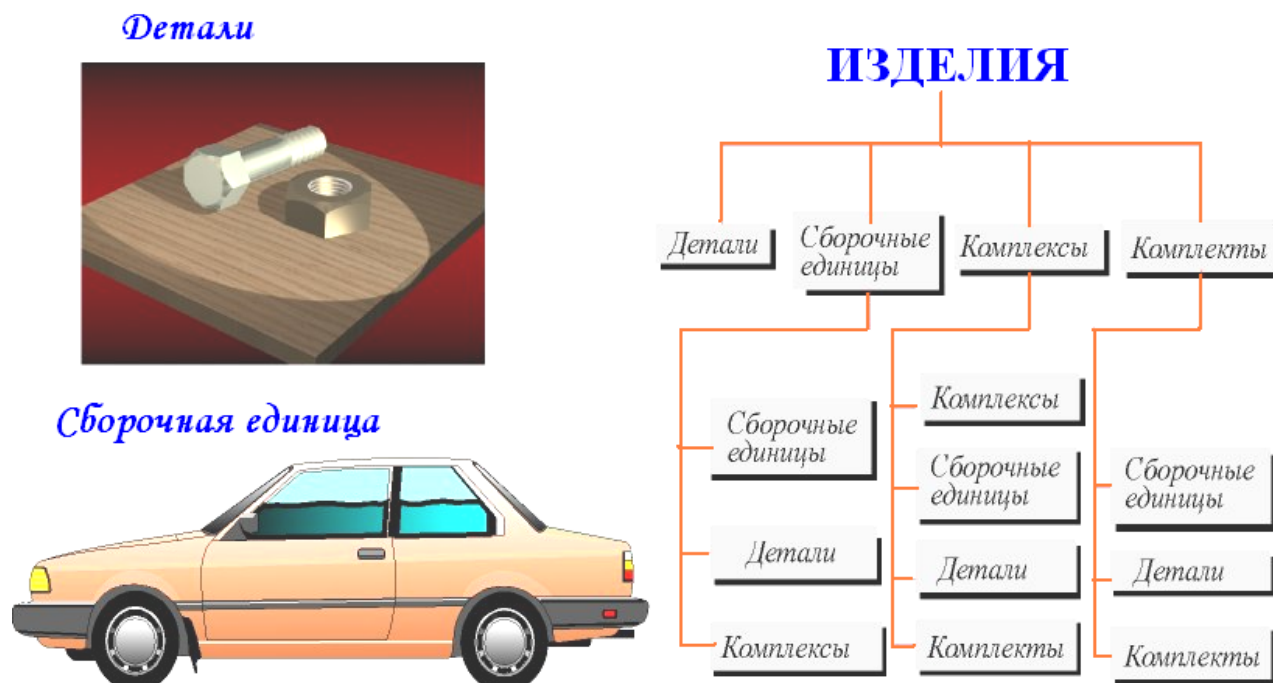 Детали
Сборочная единица
ИЗДЕЛИЯ
Детали
Сборочные
единицы
Комплексы
Комплекты
Сборочные
единицы
Детали
Комплексы
Комплексы
Сборочные
единицы
Детали
Комплекты
Сборочные
единицы
Детали
Комплекты